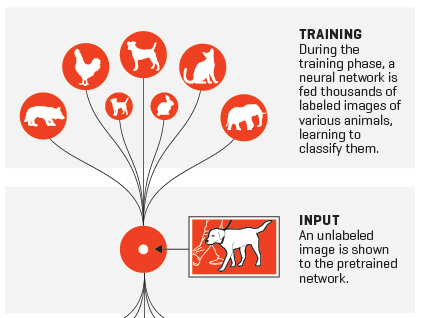 TRAINING
During the
training phase, a
neural network is
fed thousands of
labeled images of
various animals,
learning to
classify them.
INPUT
An unlabeled
image is shown
to the pretrained
network.